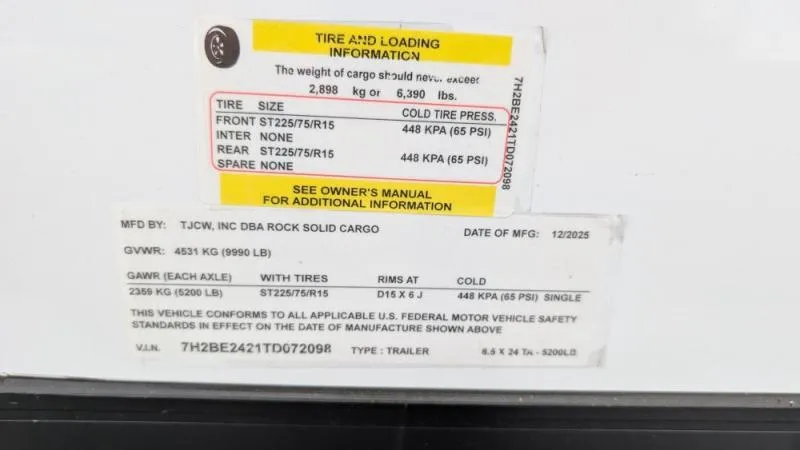 TIRE AND LOADING
INFORMATION
The weight of cargo should never exceed
2,898 kg or 6,390 lbs.
TIRE SIZE COLD TIRE PRESS.
FRONT ST225/75/R15 448 KPA (65 PSI)
INTER NONE
REAR ST225/75/R15 448 KPA (65 PSI)
SPARE NONE
SEE OWNER'S MANUAL
FOR ADDITIONAL INFORMATION
7H2BE2421TD072098
MFD BY: TJCW, INC DBA ROCK SOLID CARGO DATE OF MFG: 12/2025
GVWR: 4531 KG (9990 LB)
GAWR (EACH AXLE) WITH TIRES RIMS AT COLD
2359 KG (5200 LB) ST225/75/R15 D15 X 6 J 448 KPA (65 PSI) SINGLE
THIS VEHICLE CONFORMS TO ALL APPLICABLE U.S. FEDERAL MOTOR VEHICLE SAFETY
STANDARDS IN EFFECT ON THE DATE OF MANUFACTURE SHOWN ABOVE
V.I.N. 7H2BE2421TD072098 TYPE : TRAILER 8.5 X 24 TA - 5200LB